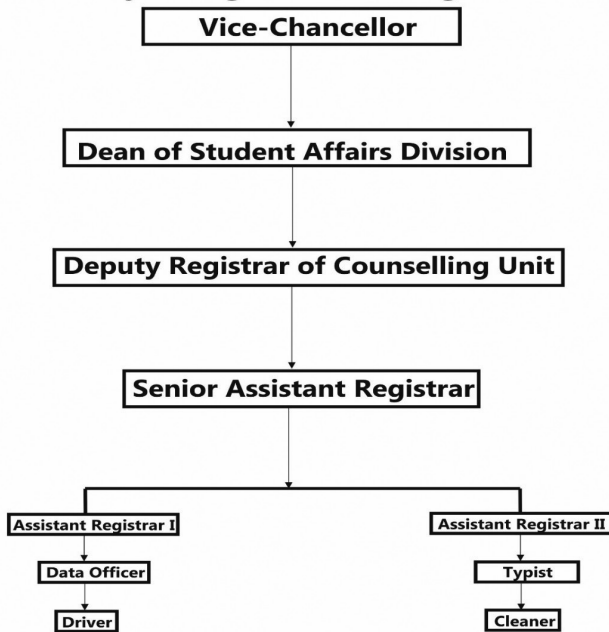 Vice-Chancellor
Dean of Student Affairs Division
Deputy Registrar of Counselling Unit
Senior Assistant Registrar
Assistant Registrar I
Assistant Registrar II
Data Officer
Typist
Driver
Cleaner